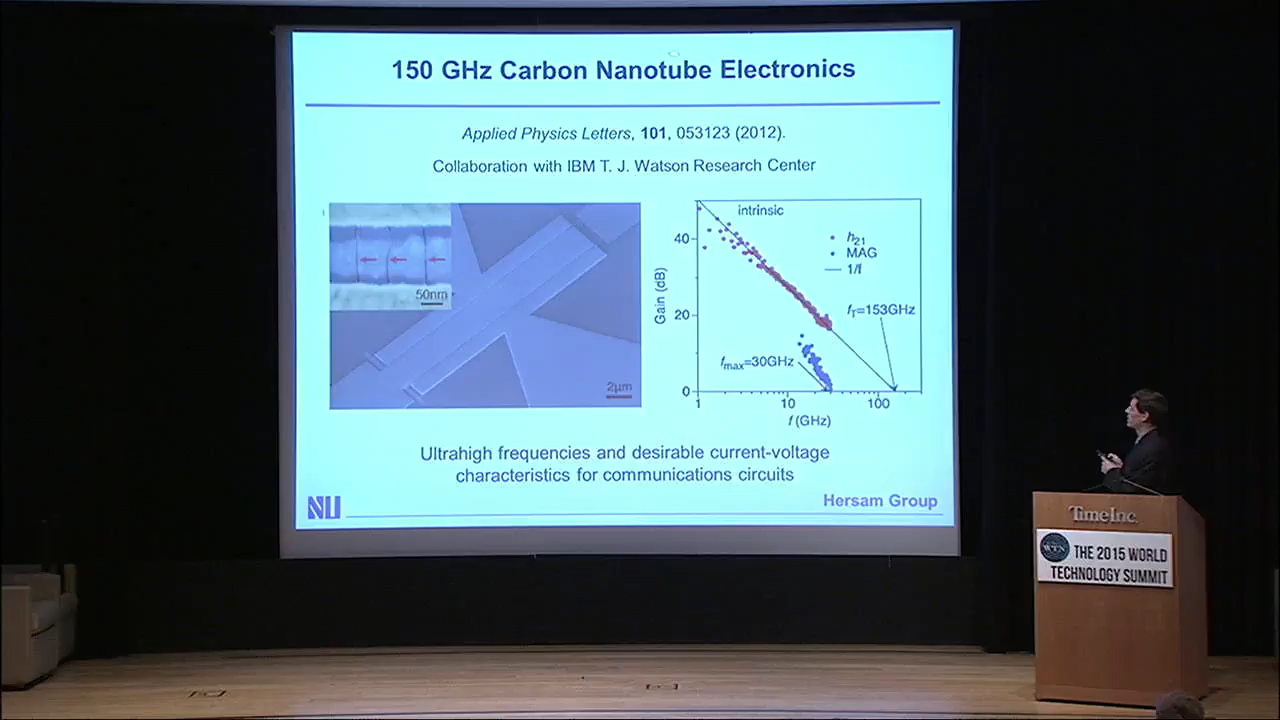 150 GHz Carbon Nanotube Electronics
Applied Physics Letters, 101, 053123 (2012).
Collaboration with IBM T. J. Watson Research Center
50nm
2μm
intrinsic
h21
MAG
1/f
fT=153GHz
fmax=30GHz
Gain (dB)
40
20
0
1
10
100
f (GHz)
Ultrahigh frequencies and desirable current-voltage
characteristics for communications circuits
NU
Hersam Group
TimeInc.
WTN
THE 2015 WORLD
TECHNOLOGY SUMMIT